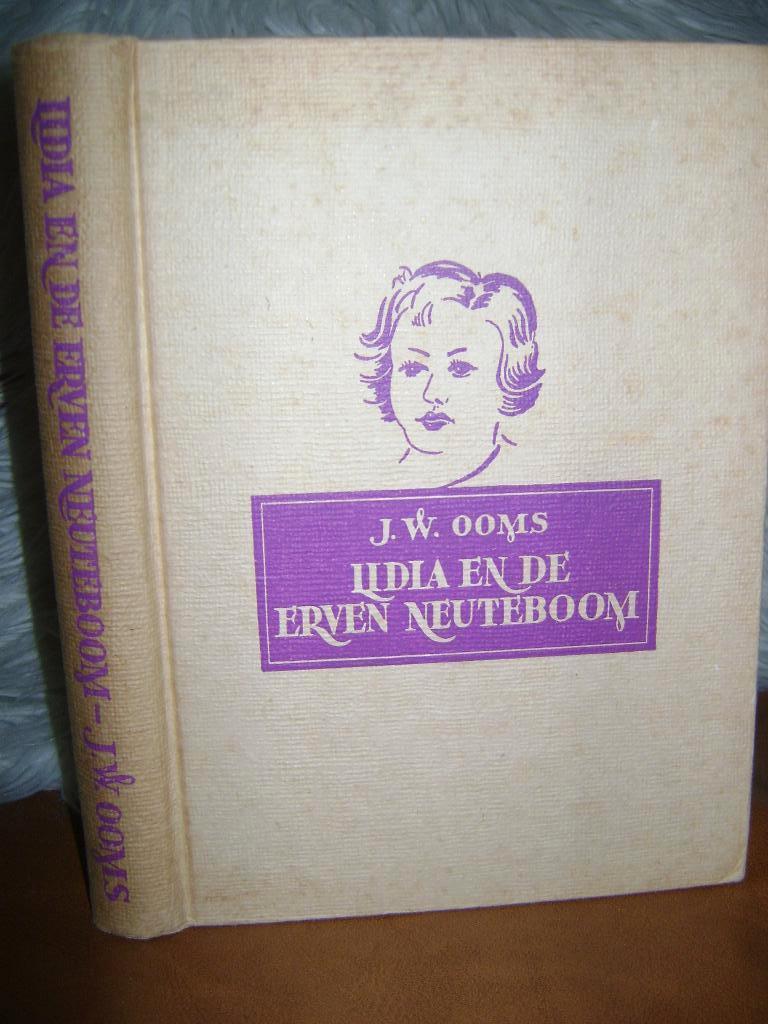 LIDIA EN DE ERVEN NEUTEBOOM – J.W. OOMS
J. W. OOMS
LIDIA EN DE
ERVEN NEUTEBOOM